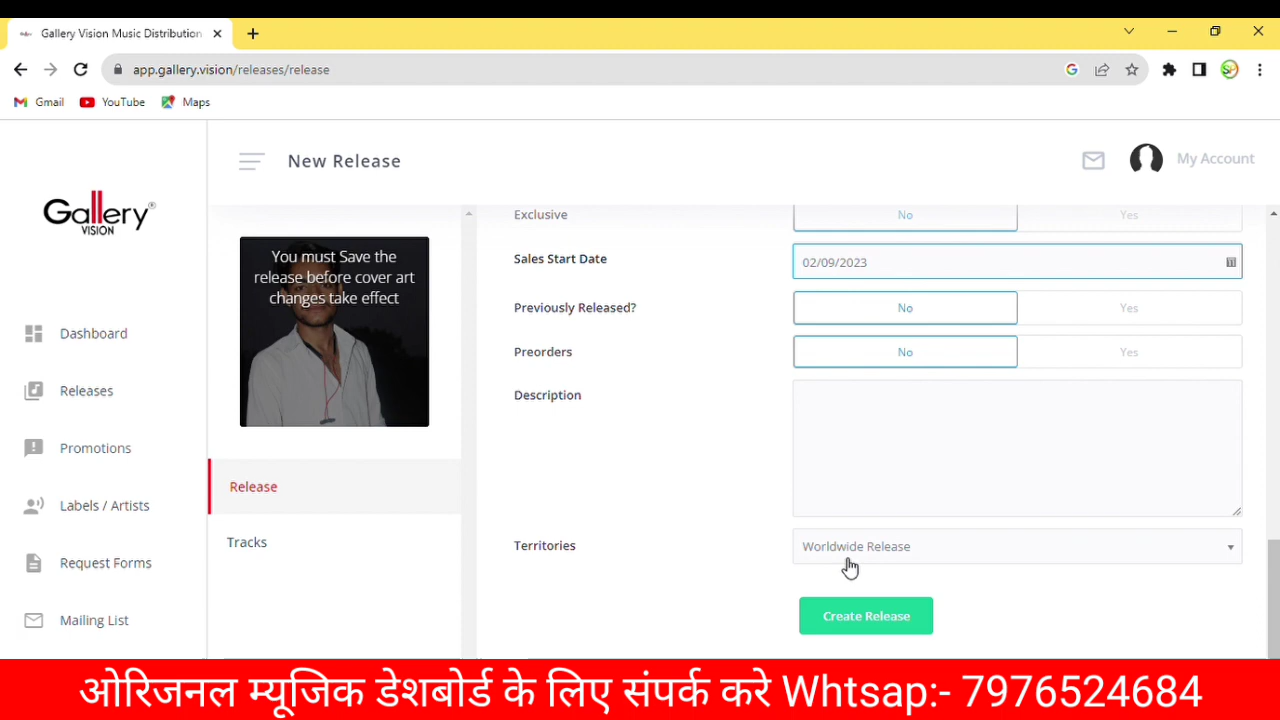 Gallery Vision Music Distribution
app.gallery.vision/releases/release
Gmail YouTube Maps
Gallery®
VISION
New Release
My Account
Dashboard
Releases
Promotions
Labels / Artists
Request Forms
Mailing List
You must Save the
release before cover art
changes take effect
Release
Tracks
Exclusive No Yes
Sales Start Date 02/09/2023
Previously Released? No Yes
Preorders No Yes
Description
Territories Worldwide Release
Create Release
ओरिजनल म्यूजिक डेशबोर्ड के लिए संपर्क करे Whtsap:- 7976524684